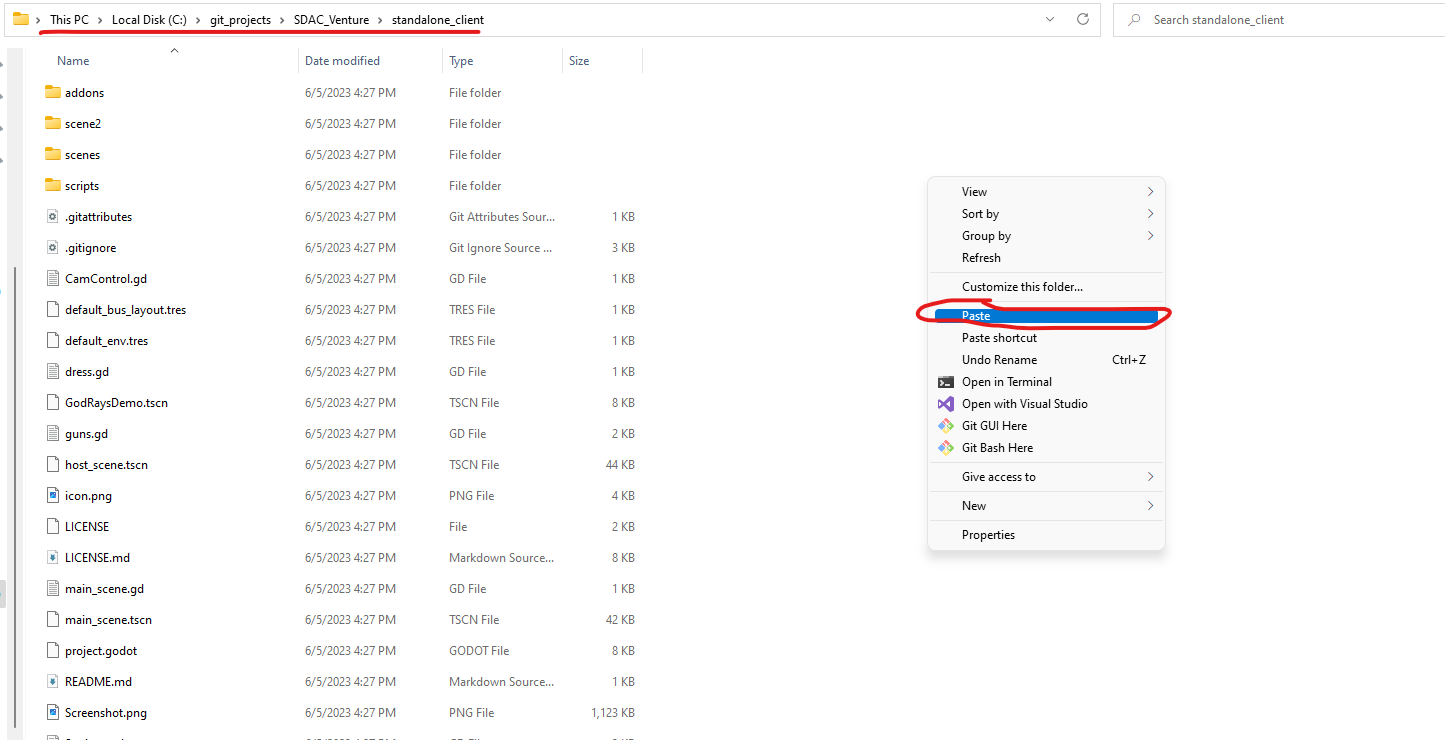 This PC > Local Disk (C:) > git_projects > SDAC_Venture > standalone_client Search standalone_client
Name Date modified Type Size
addons 6/5/2023 4:27 PM File folder
scene2 6/5/2023 4:27 PM File folder
scenes 6/5/2023 4:27 PM File folder
scripts 6/5/2023 4:27 PM File folder
.gitattributes 6/5/2023 4:27 PM Git Attributes Sour... 1 KB
.gitignore 6/5/2023 4:27 PM Git Ignore Source ... 3 KB
CamControl.gd 6/5/2023 4:27 PM GD File 1 KB
default_bus_layout.tres 6/5/2023 4:27 PM TRES File 1 KB
default_env.tres 6/5/2023 4:27 PM TRES File 1 KB
dress.gd 6/5/2023 4:27 PM GD File 1 KB
GodRaysDemo.tscn 6/5/2023 4:27 PM TSCN File 8 KB
guns.gd 6/5/2023 4:27 PM GD File 2 KB
host_scene.tscn 6/5/2023 4:27 PM TSCN File 44 KB
icon.png 6/5/2023 4:27 PM PNG File 4 KB
LICENSE 6/5/2023 4:27 PM File 2 KB
LICENSE.md 6/5/2023 4:27 PM Markdown Source... 8 KB
main_scene.gd 6/5/2023 4:27 PM GD File 1 KB
main_scene.tscn 6/5/2023 4:27 PM TSCN File 42 KB
project.godot 6/5/2023 4:27 PM GODOT File 8 KB
README.md 6/5/2023 4:27 PM Markdown Source... 1 KB
Screenshot.png 6/5/2023 4:27 PM PNG File 1,123 KB
View
Sort by
Group by
Refresh
Customize this folder...
Paste
Paste shortcut
Undo Rename Ctrl+Z
Open in Terminal
Open with Visual Studio
Git GUI Here
Git Bash Here
Give access to
New
Properties